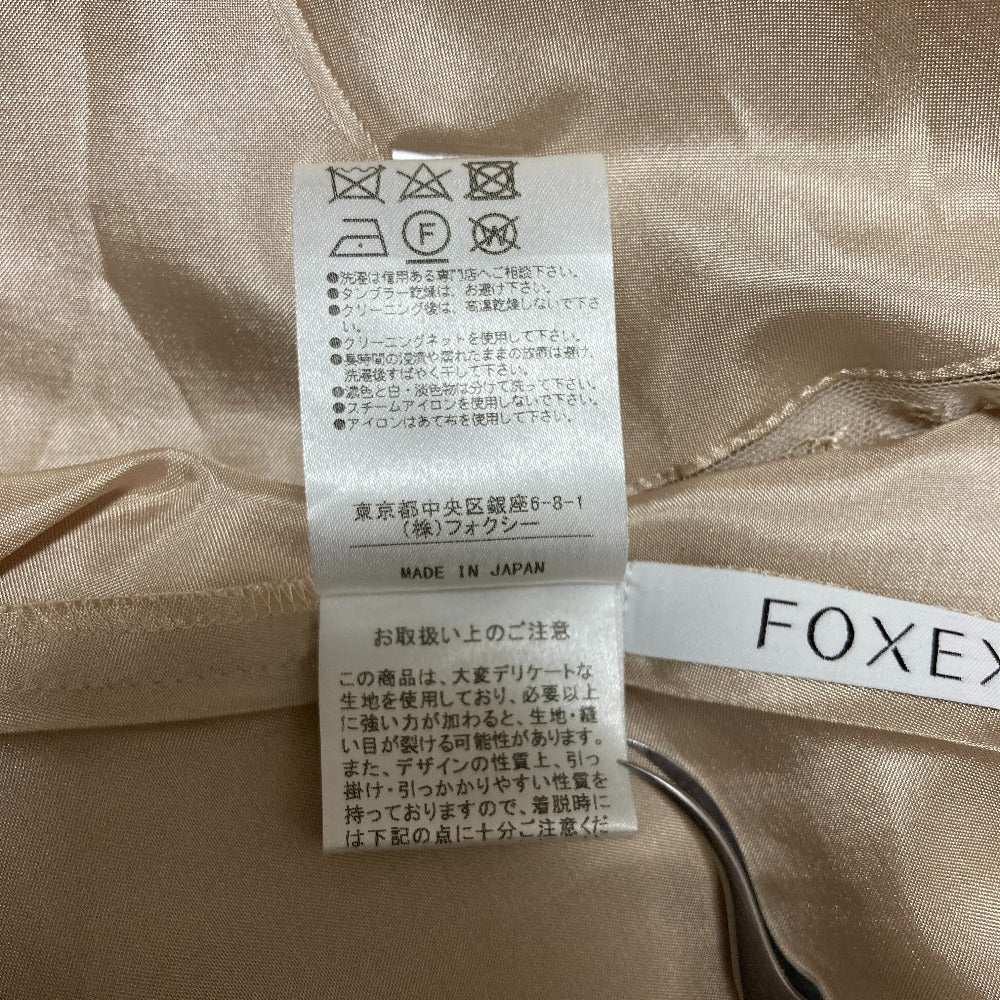 ●洗濯は信用ある専門店へご相談下さい。
●タンブラー乾燥は、お避け下さい。
●クリーニング後は、高温乾燥しないで下さ
い。
●クリーニングネットを使用して下さい。
●長時間の浸漬や濡れたままの放置は避け、
洗濯後すばやく干して下さい。
●濃色と白・淡色物は分けて洗って下さい。
●スチームアイロンを使用しないで下さい。
●アイロンはあて布を使用して下さい。
東京都中央区銀座6-8-1
(株)フォクシー
MADE IN JAPAN
お取扱い上のご注意
この商品は、大変デリケートな
生地を使用しており、必要以上
に強い力が加わると、生地・縫
い目が裂ける可能性があります。
また、デザインの性質上、引っ
掛け・引っかかりやすい性質を
持っておりますので、着脱時に
は下記の点に十分ご注意くだ
FOXEX
F
W